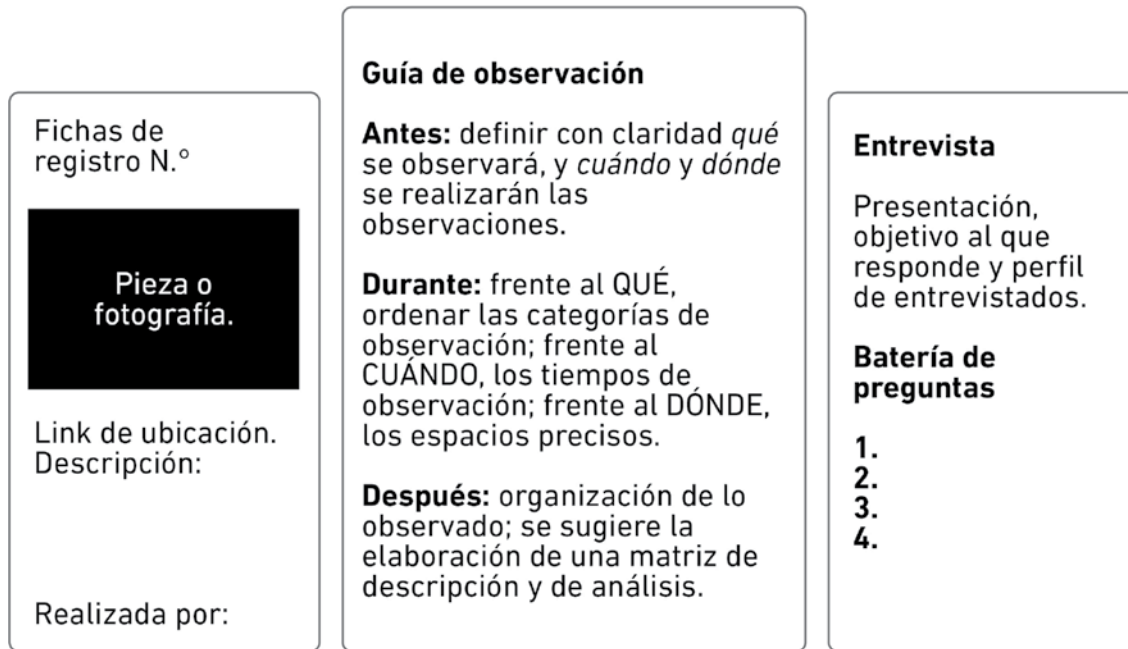 Fichas de
registro N.º
Pieza o
fotografía.
Link de ubicación.
Descripción:
Realizada por:
Guía de observación
Antes: definir con claridad qué
se observará, y cuándo y dónde
se realizarán las
observaciones.
Durante: frente al QUÉ,
ordenar las categorías de
observación; frente al
CUÁNDO, los tiempos de
observación; frente al DÓNDE,
los espacios precisos.
Después: organización de lo
observado; se sugiere la
elaboración de una matriz de
descripción y de análisis.
Entrevista
Presentación,
objetivo al que
responde y perfil
de entrevistados.
Batería de
preguntas
1.
2.
3.
4.